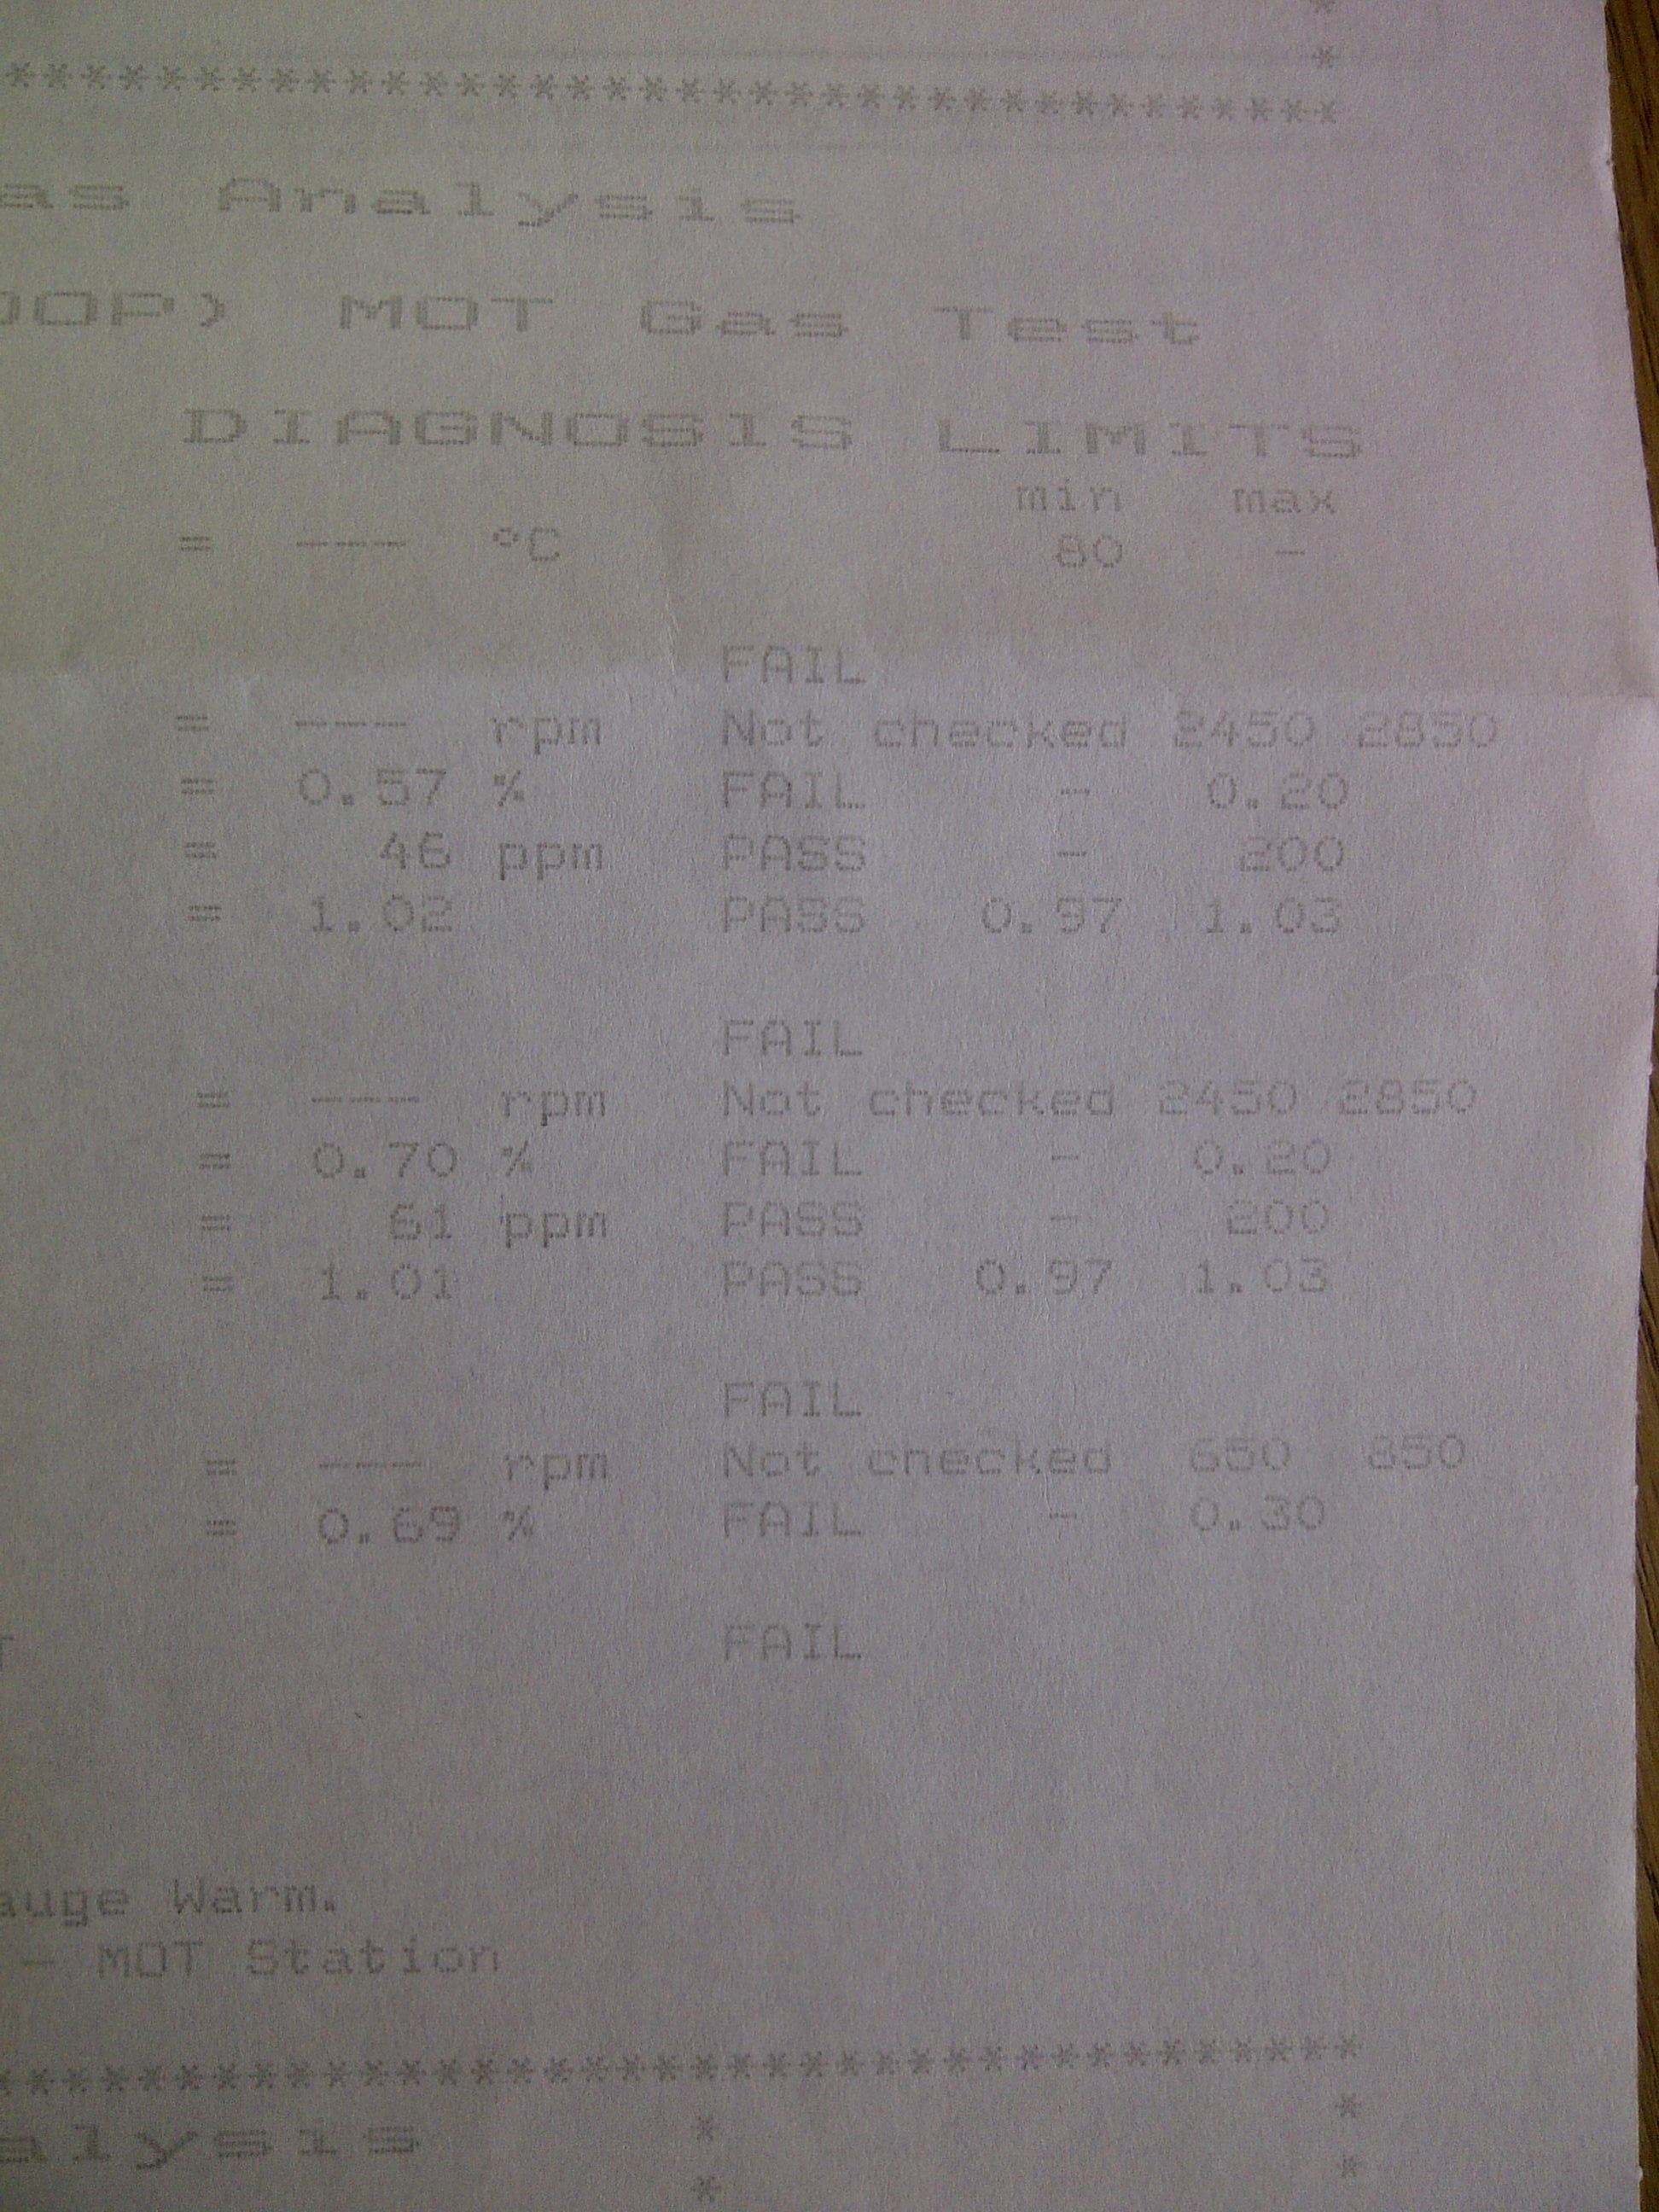 *
*
*************************************
as Analysis
OOP) MOT Gas Test
DIAGNOSIS LIMITS
min max
= --- °C 80 -
FAIL
= --- rpm Not checked 2450 2850
= 0.57 % FAIL - 0.20
= 46 ppm PASS - 200
= 1.02 PASS 0.97 1.03
FAIL
= --- rpm Not checked 2450 2850
= 0.70 % FAIL - 0.20
= 61 ppm PASS - 200
= 1.01 PASS 0.97 1.03
FAIL
= --- rpm Not checked 650 850
= 0.69 % FAIL - 0.30
T FAIL
auge Warm.
- MOT Station
*************************************
*
alysis *
* *